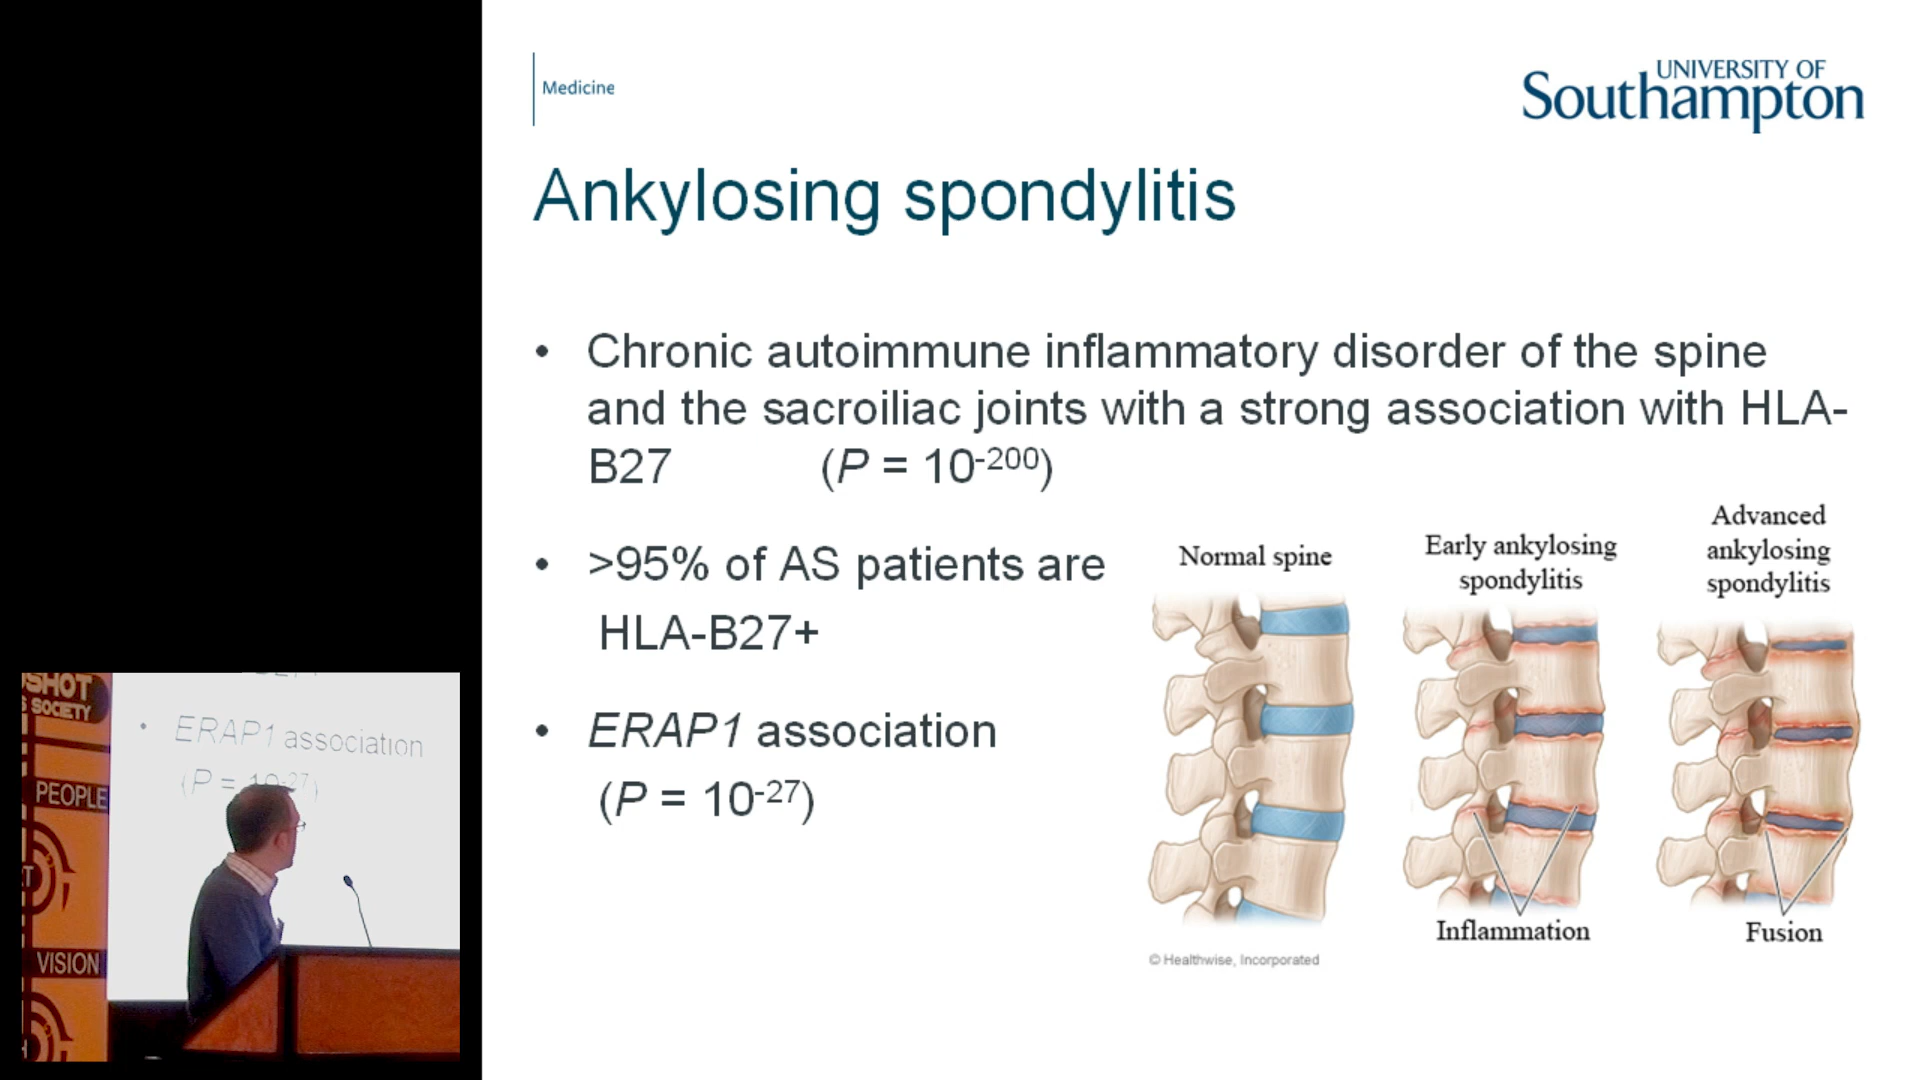 Medicine
UNIVERSITY OF
Southampton
Ankylosing spondylitis
• Chronic autoimmune inflammatory disorder of the spine
and the sacroiliac joints with a strong association with HLA-
B27 (P = 10-200)
• >95% of AS patients are
HLA-B27+
• ERAP1 association
(P = 10-27)
Normal spine
Early ankylosing
spondylitis
Advanced
ankylosing
spondylitis
Inflammation
Fusion
© Healthwise, Incorporated
SHOT
SOCIETY
PEOPLE
VISION
• ERAP1 association
(P = 10-27)